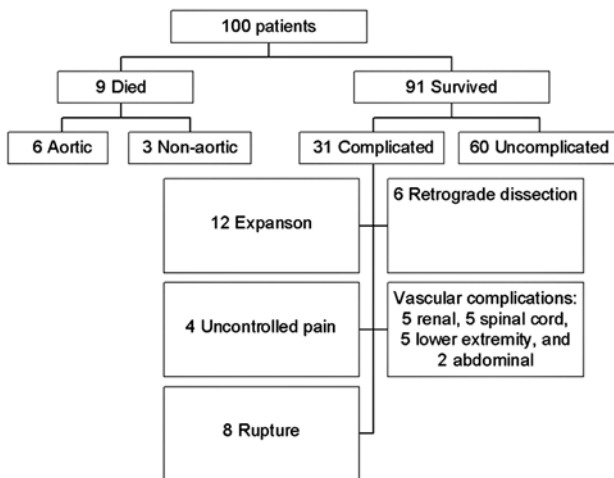 100 patients
9 Died
91 Survived
6 Aortic
3 Non-aortic
31 Complicated
60 Uncomplicated
12 Expanson
6 Retrograde dissection
4 Uncontrolled pain
Vascular complications:
5 renal, 5 spinal cord,
5 lower extremity, and
2 abdominal
8 Rupture